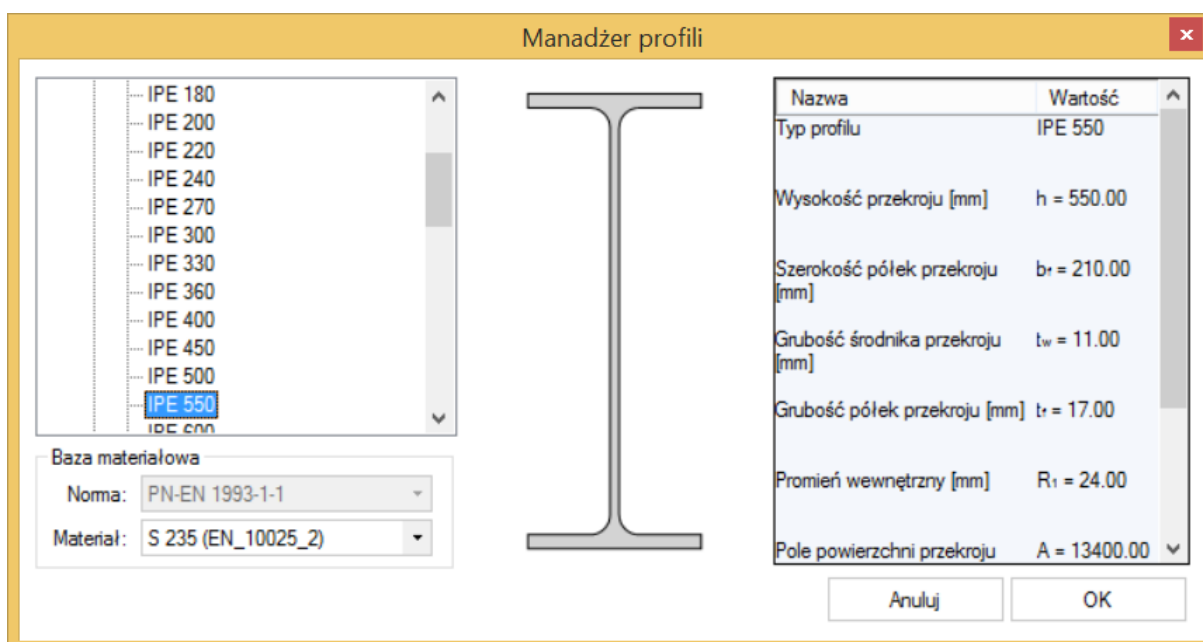 Manadżer profili
x
IPE 180
IPE 200
IPE 220
IPE 240
IPE 270
IPE 300
IPE 330
IPE 360
IPE 400
IPE 450
IPE 500
IPE 550
IPE 600
Baza materiałowa
Norma: PN-EN 1993-1-1
Materiał: S 235 (EN_10025_2)
Nazwa Wartość
Typ profilu IPE 550
Wysokość przekroju [mm] h = 550.00
Szerokość półek przekroju bf = 210.00
[mm]
Grubość środnika przekroju tw = 11.00
[mm]
Grubość półek przekroju [mm] tf = 17.00
Promień wewnętrzny [mm] R1 = 24.00
Pole powierzchni przekroju A = 13400.00
Anuluj OK